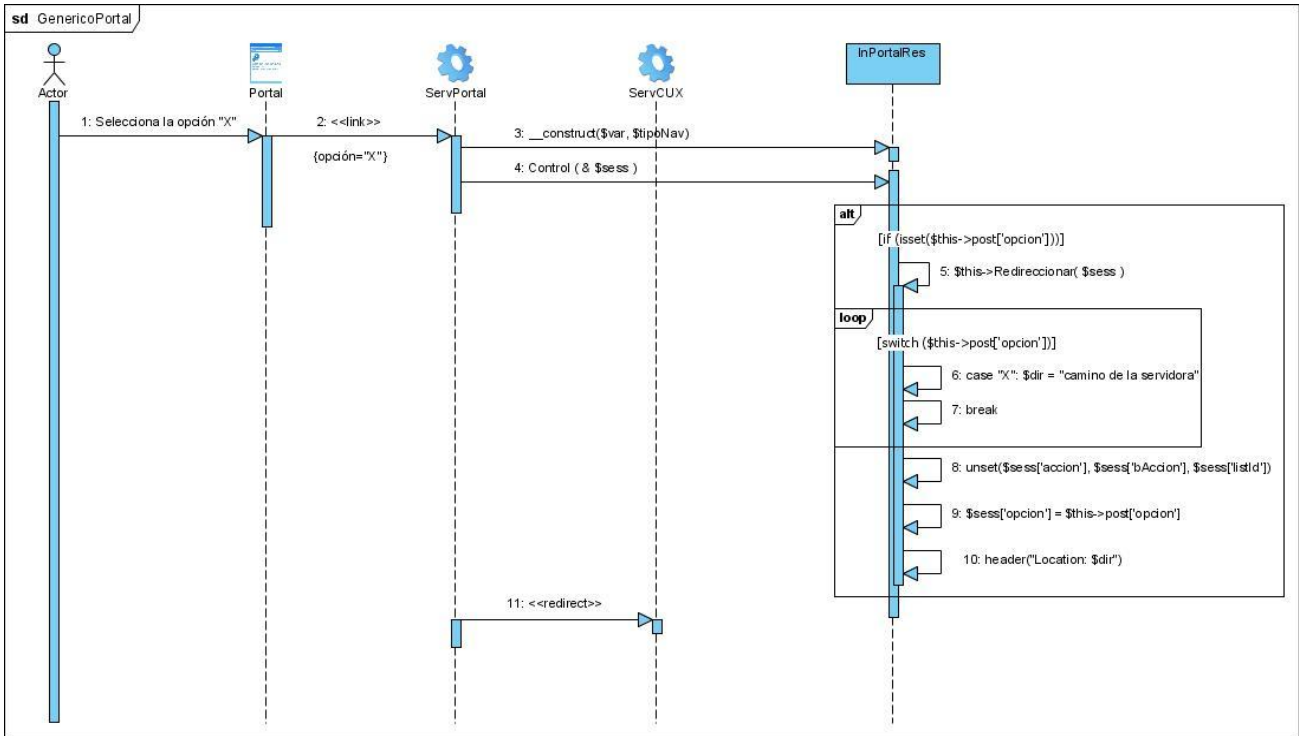 sd GenericoPortal
Actor
Portal
ServPortal
ServCUX
InPortalRes
1: Selecciona la opción "X"
2: <<link>>
{opción="X"}
3: __construct($var, $tipoNav)
4: Control ( & $sess )
alt
[if (isset($this->post['opcion']))]
5: $this->Redireccionar( $sess )
loop
[switch ($this->post['opcion'])]
6: case "X": $dir = "camino de la servidora"
7: break
8: unset($sess['accion'], $sess['bAccion'], $sess['listId'])
9: $sess['opcion'] = $this->post['opcion']
10: header("Location: $dir")
11: <<redirect>>